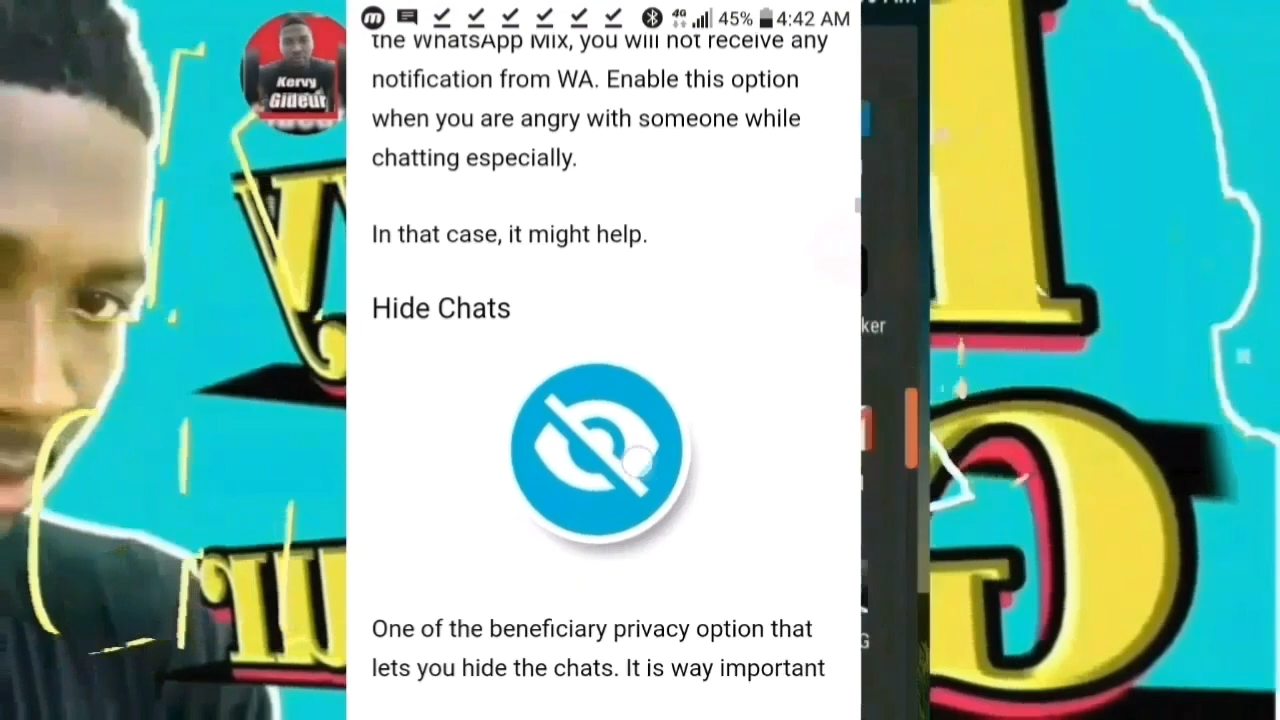 45% 4:42 AM
the WhatsApp Mix, you will not receive any
notification from WA. Enable this option
when you are angry with someone while
chatting especially.
In that case, it might help.
Hide Chats
One of the beneficiary privacy option that
lets you hide the chats. It is way important
Kervy
Gideur
ker
G